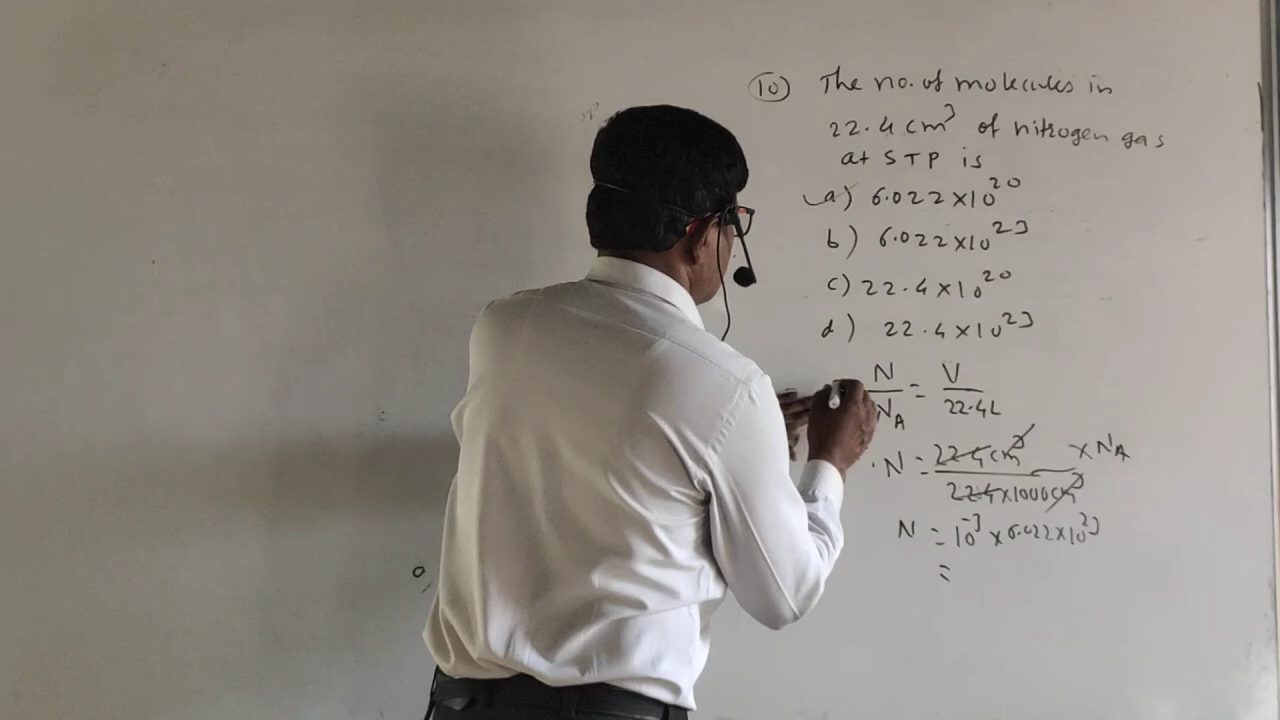 10) The no. of molecules in
22.4 cm³ of nitrogen gas
at STP is
a) 6.022×10²⁰
b) 6.022×10²³
c) 22.4×10²⁰
d) 22.4×10²³
N/N_A = V/22.4L
N = 22.4cm³/22.4×1000cm³ ×N_A
N = 10⁻³×6.022×10²³
=